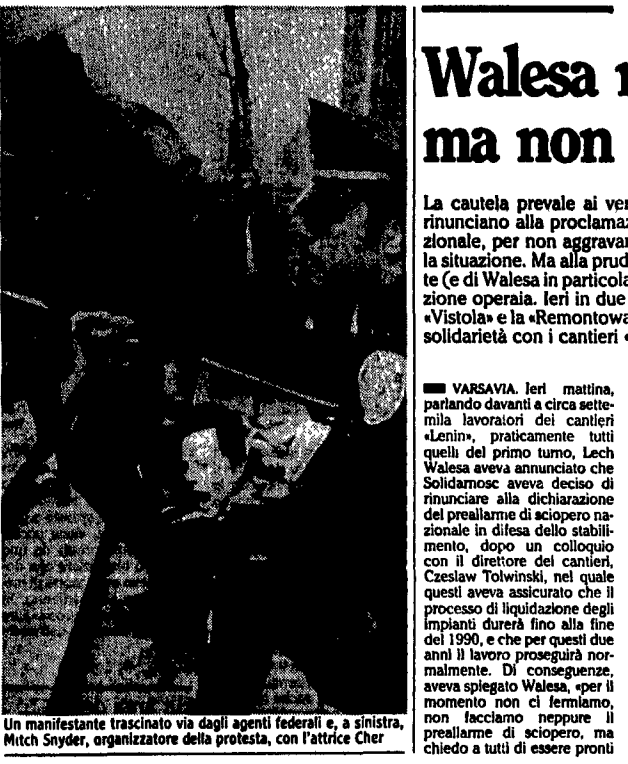 Un manifestante trascinato via dagli agenti federali e, a sinistra,
Mitch Snyder, organizzatore della protesta, con l'attrice Cher
Walesa
ma non
La cautela prevale ai
rinunciano alla
zionale, per non
la situazione. Ma alla
te (e di Walesa in
zione operaia. Ieri in due
«Vistola» e la
solidarietà con i cantieri
VARSAVIA. Ieri mattina,
parlando davanti a circa sette-
mila lavoratori dei cantieri
«Lenin», praticamente tutti
quelli del primo turno, Lech
Walesa aveva annunciato che
Solidarnosc aveva deciso di
rinunciare alla dichiarazione
del preallarme di sciopero na-
zionale in difesa dello stabili-
mento, dopo un colloquio
con il direttore dei cantieri,
Czeslaw Tolwinski, nel quale
questi aveva assicurato che il
processo di liquidazione degli
impianti durerà fino alla fine
del 1990, e che per questi due
anni il lavoro proseguirà nor-
malmente. Di conseguenze,
aveva spiegato Walesa, «per il
momento non ci fermiamo,
non facciamo neppure il
preallarme di sciopero, ma
chiedo a tutti di essere pronti